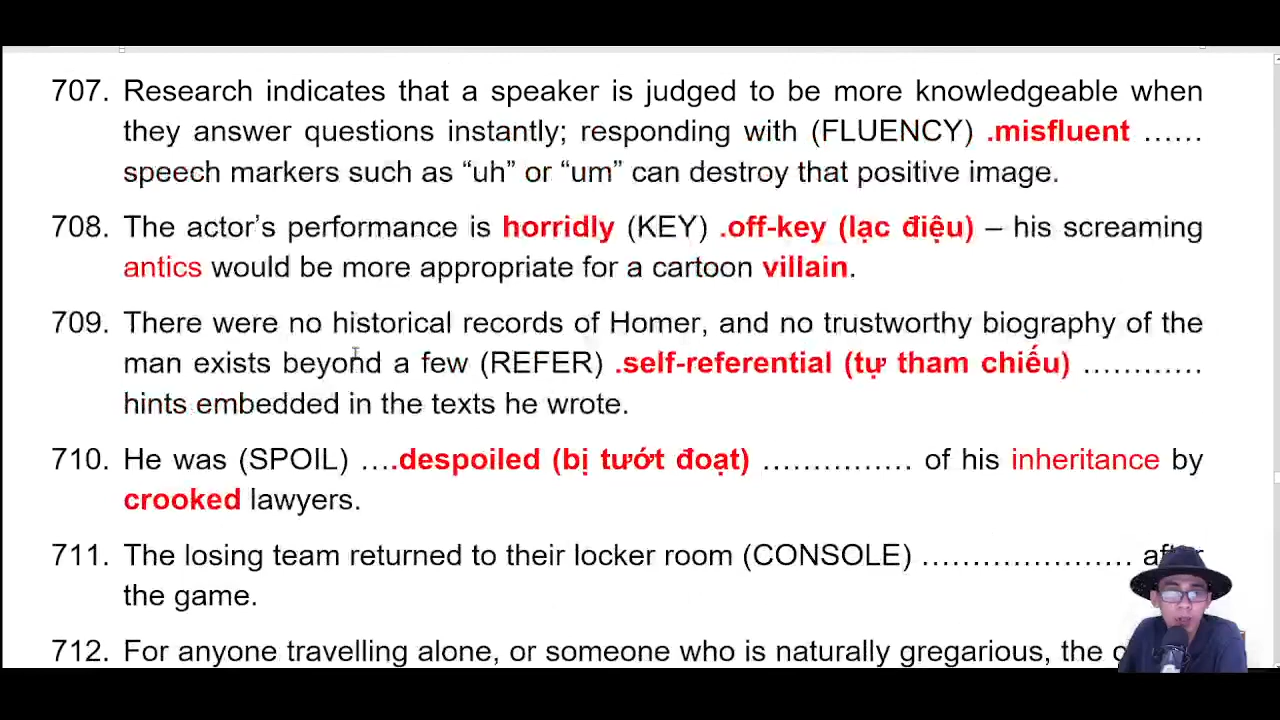 707. Research indicates that a speaker is judged to be more knowledgeable when
they answer questions instantly; responding with (FLUENCY) .misfluent ......
speech markers such as “uh” or “um” can destroy that positive image.
708. The actor’s performance is horridly (KEY) .off-key (lạc điệu) – his screaming
antics would be more appropriate for a cartoon villain.
709. There were no historical records of Homer, and no trustworthy biography of the
man exists beyond a few (REFER) .self-referential (tự tham chiếu) ............
hints embedded in the texts he wrote.
710. He was (SPOIL) ....despoiled (bị tướt đoạt) ............... of his inheritance by
crooked lawyers.
711. The losing team returned to their locker room (CONSOLE) .....................
the game.
712. For anyone travelling alone, or someone who is naturally gregarious, the